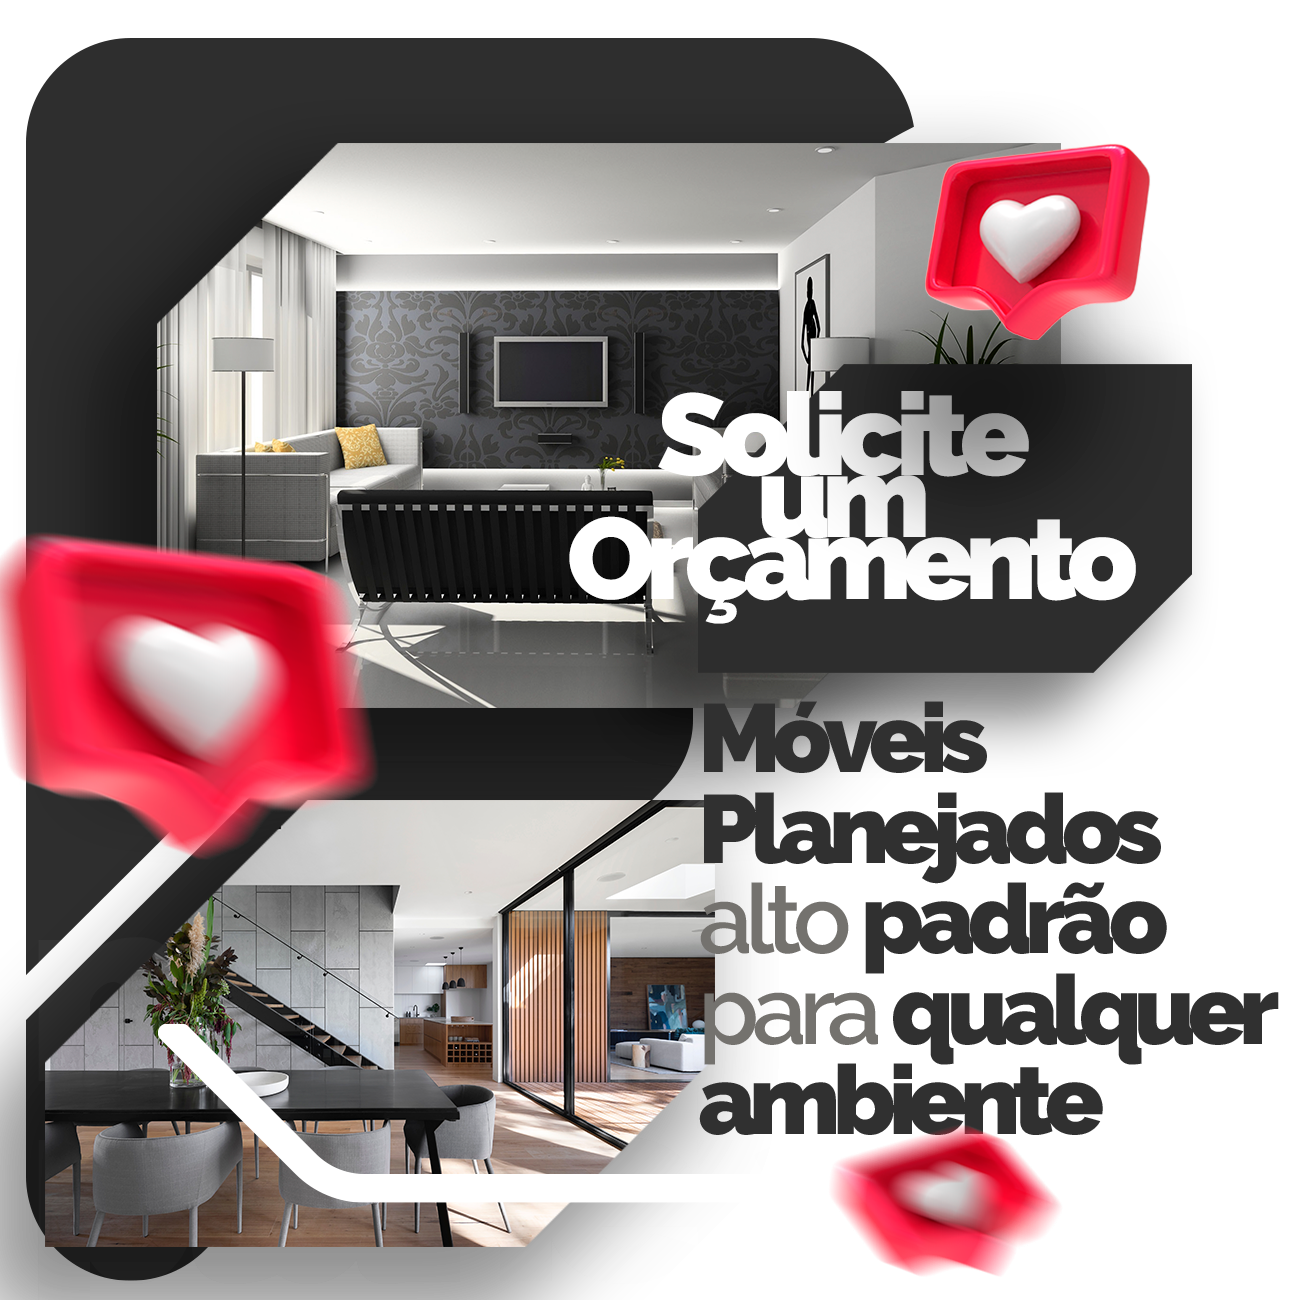 Solicite
um
Orçamento
Móveis
Planejados
alto padrão
para qualquer
ambiente